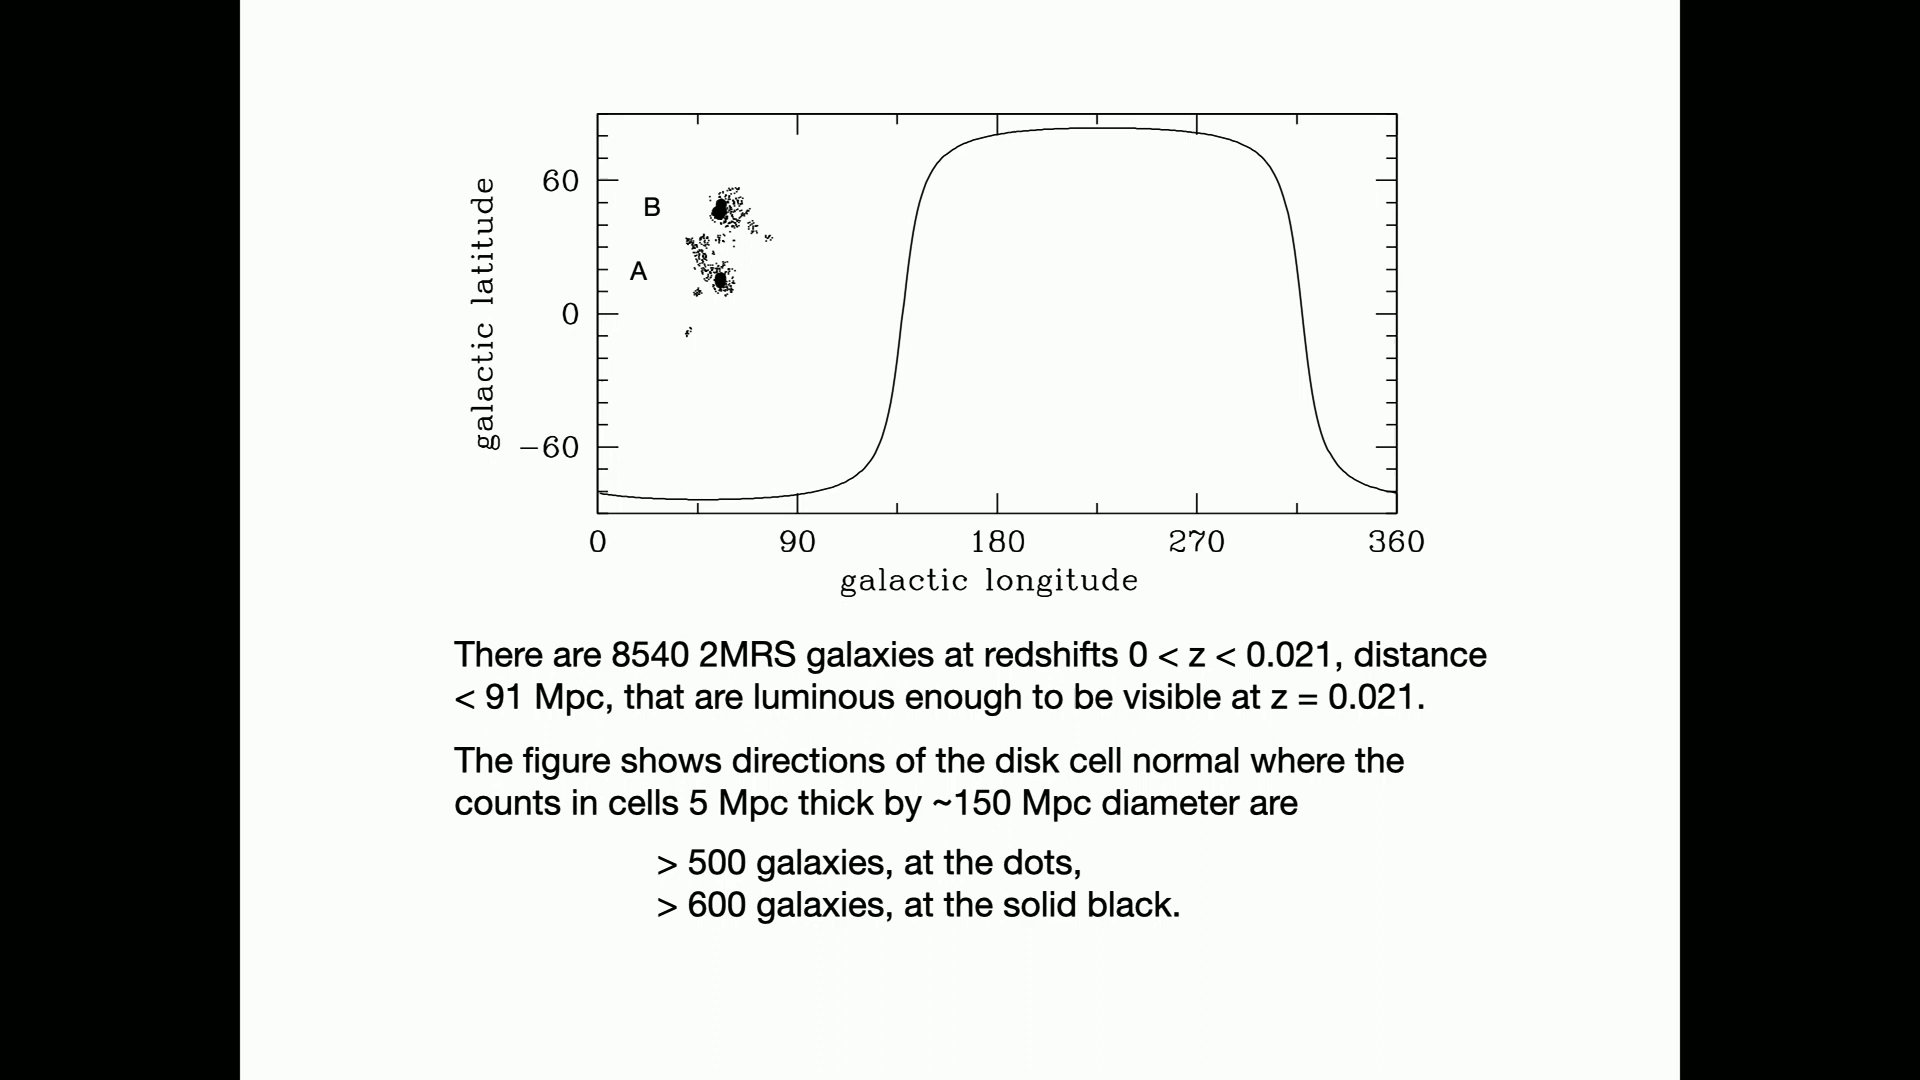 60
B
A
0
−60
galactic latitude
0 90 180 270 360
galactic longitude
There are 8540 2MRS galaxies at redshifts 0 < z < 0.021, distance
< 91 Mpc, that are luminous enough to be visible at z = 0.021.
The figure shows directions of the disk cell normal where the
counts in cells 5 Mpc thick by ~150 Mpc diameter are
> 500 galaxies, at the dots,
> 600 galaxies, at the solid black.